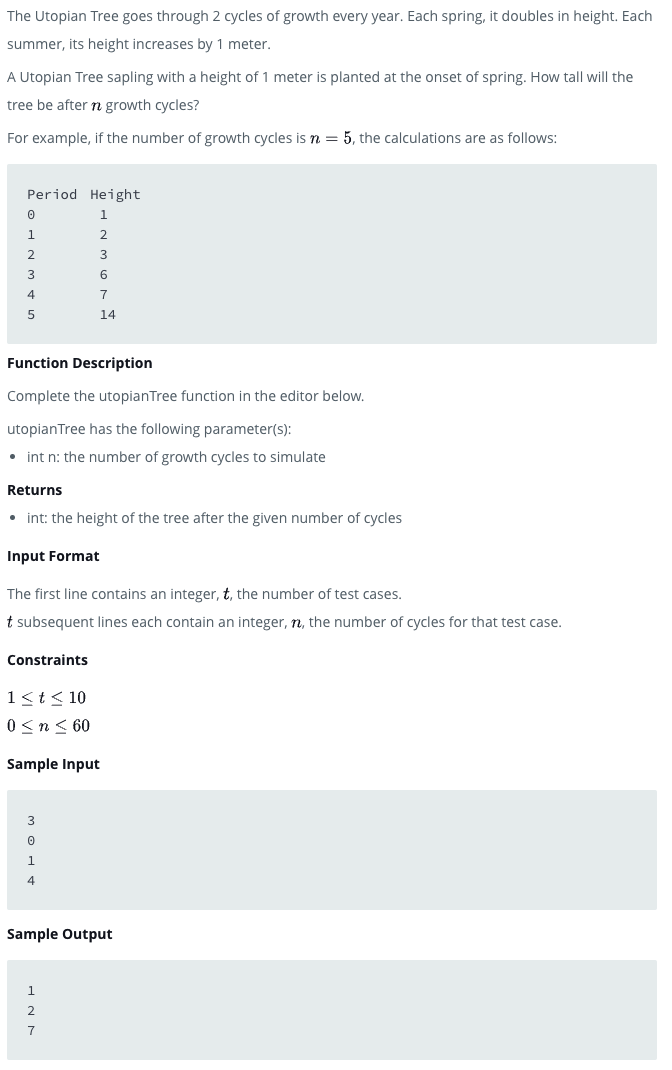 The Utopian Tree goes through 2 cycles of growth every year. Each spring, it doubles in height. Each
summer, its height increases by 1 meter.
A Utopian Tree sapling with a height of 1 meter is planted at the onset of spring. How tall will the
tree be after n growth cycles?
For example, if the number of growth cycles is n = 5, the calculations are as follows:
Period Height
0 1
1 2
2 3
3 6
4 7
5 14
Function Description
Complete the utopianTree function in the editor below.
utopianTree has the following parameter(s):
• int n: the number of growth cycles to simulate
Returns
• int: the height of the tree after the given number of cycles
Input Format
The first line contains an integer, t, the number of test cases.
t subsequent lines each contain an integer, n, the number of cycles for that test case.
Constraints
1 ≤ t ≤ 10
0 ≤ n ≤ 60
Sample Input
3
0
1
4
Sample Output
1
2
7